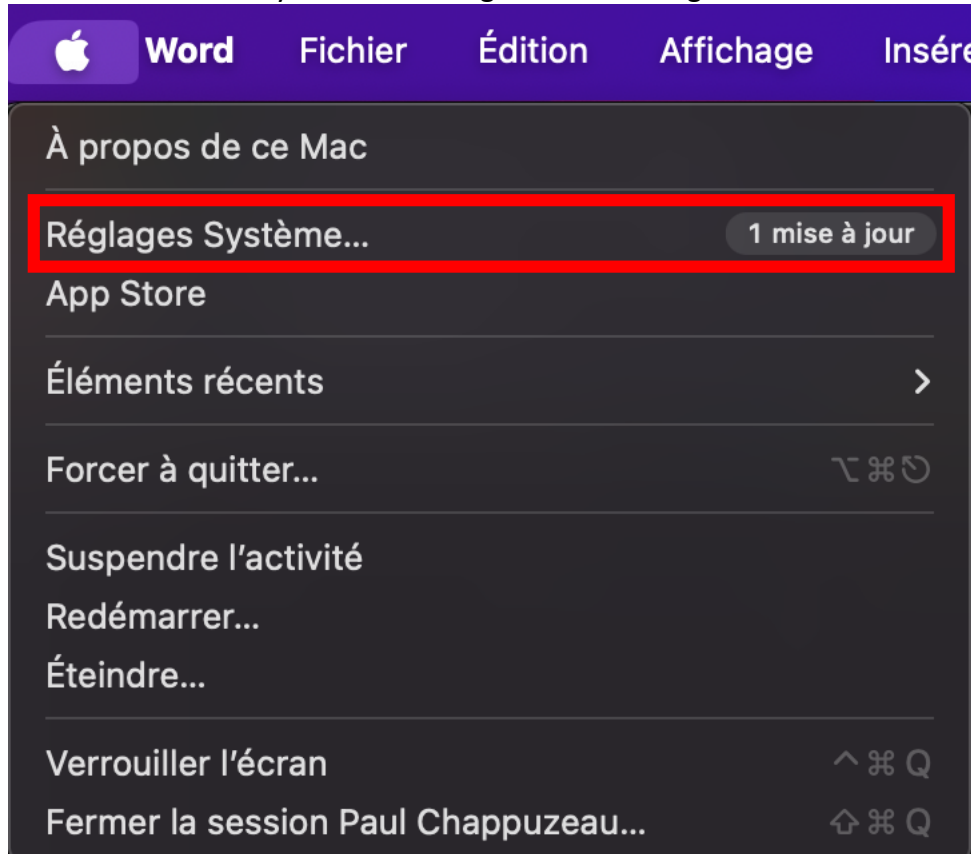 Word Fichier Édition Affichage Insére
À propos de ce Mac
Réglages Système... 1 mise à jour
App Store
Éléments récents
Forcer à quitter... ⌥⌘⎋
Suspendre l’activité
Redémarrer...
Éteindre...
Verrouiller l’écran ^⌘Q
Fermer la session Paul Chappuzeau... ⇧⌘Q